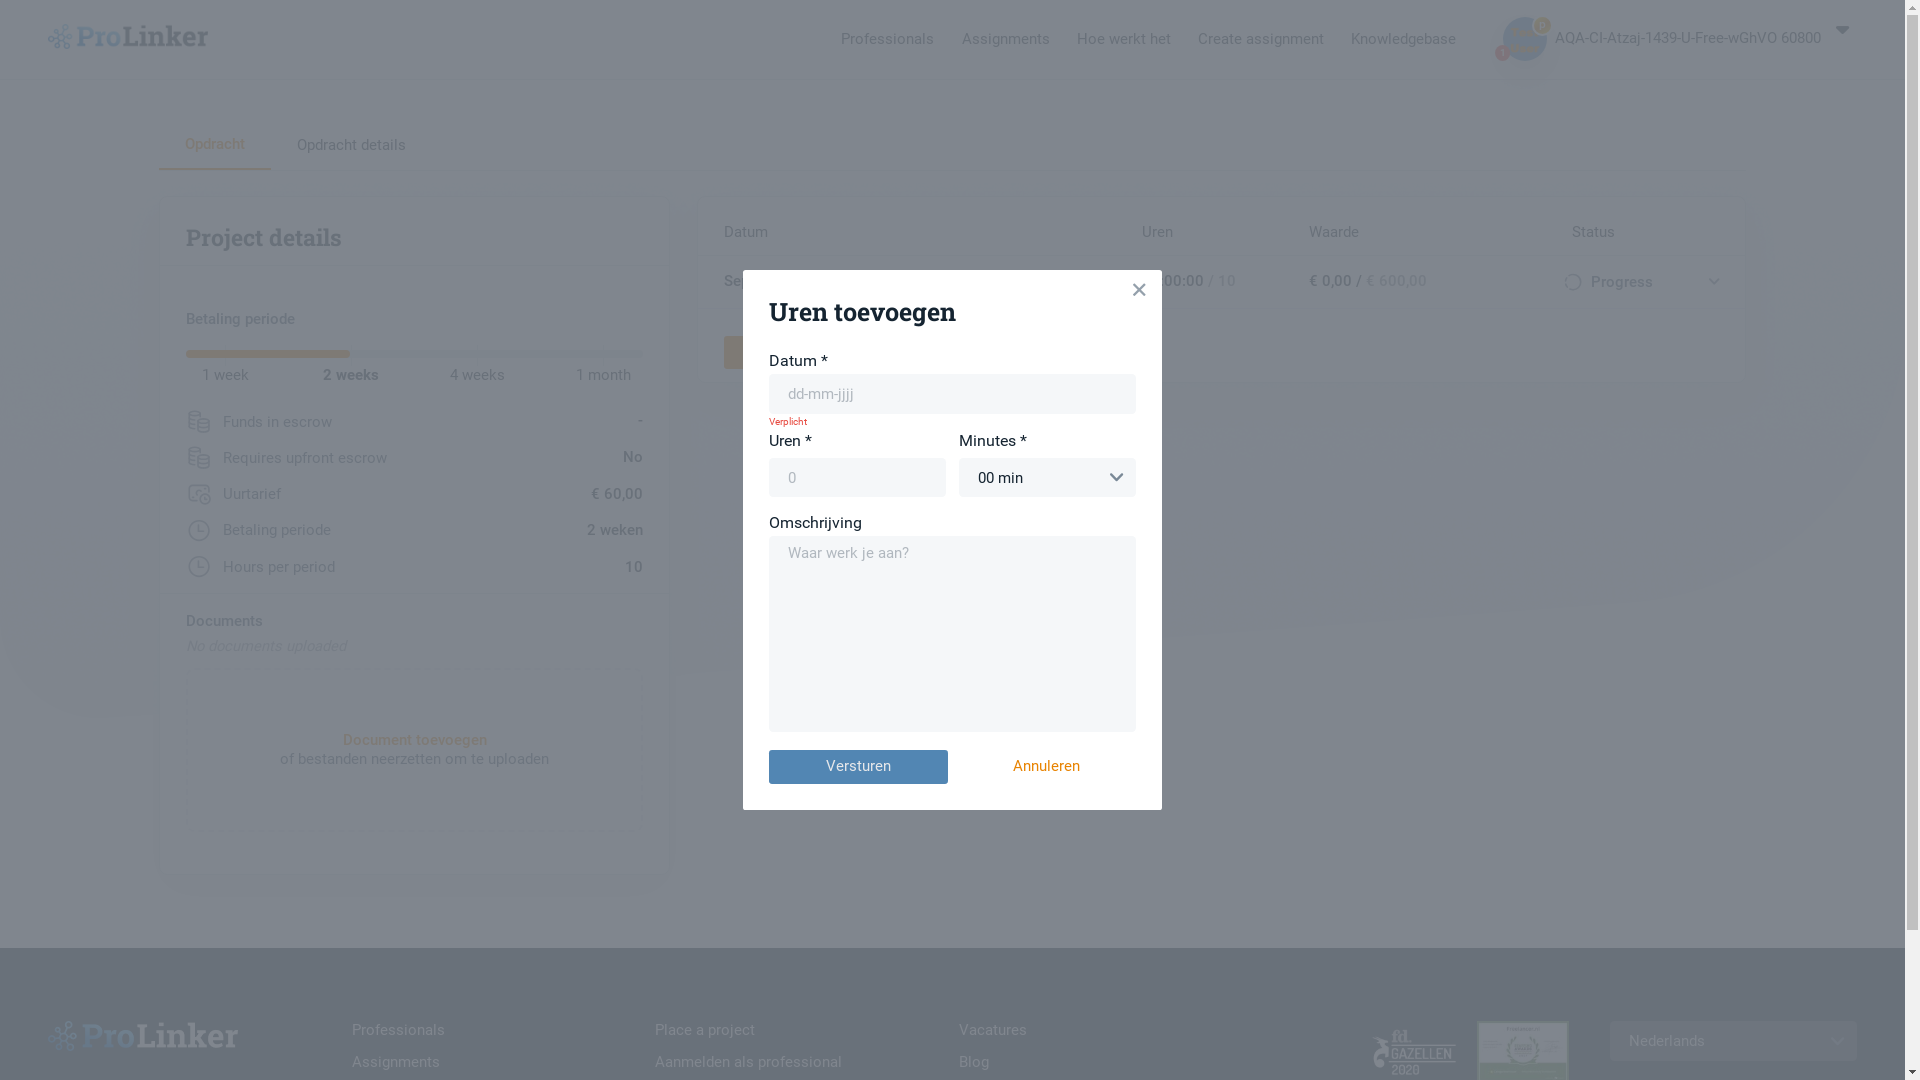 ProLinker
Professionals
Assignments
Hoe werkt het
Create assignment
Knowledgebase
0
1
AQA-CI-Atzaj-1439-U-Free-wGhVO 60800
Opdracht
Opdracht details
Project details
Betaling periode
1 week
2 weeks
4 weeks
1 month
Funds in escrow
-
Requires upfront escrow
No
Uurtarief
€ 60,00
Betaling periode
2 weken
Hours per period
10
Documents
No documents uploaded
Document toevoegen
of bestanden neerzetten om te uploaden
Datum
Uren
Waarde
Status
:00:00 / 10
€ 0,00 / € 600,00
Progress
Uren toevoegen
Datum *
dd-mm-jjjj
Verplicht
Uren *
Minutes *
0
00 min
Omschrijving
Waar werk je aan?
Versturen
Annuleren
ProLinker
Professionals
Place a project
Vacatures
Assignments
Aanmelden als professional
Blog
fd.
GAZELLEN
2020
Nederlands